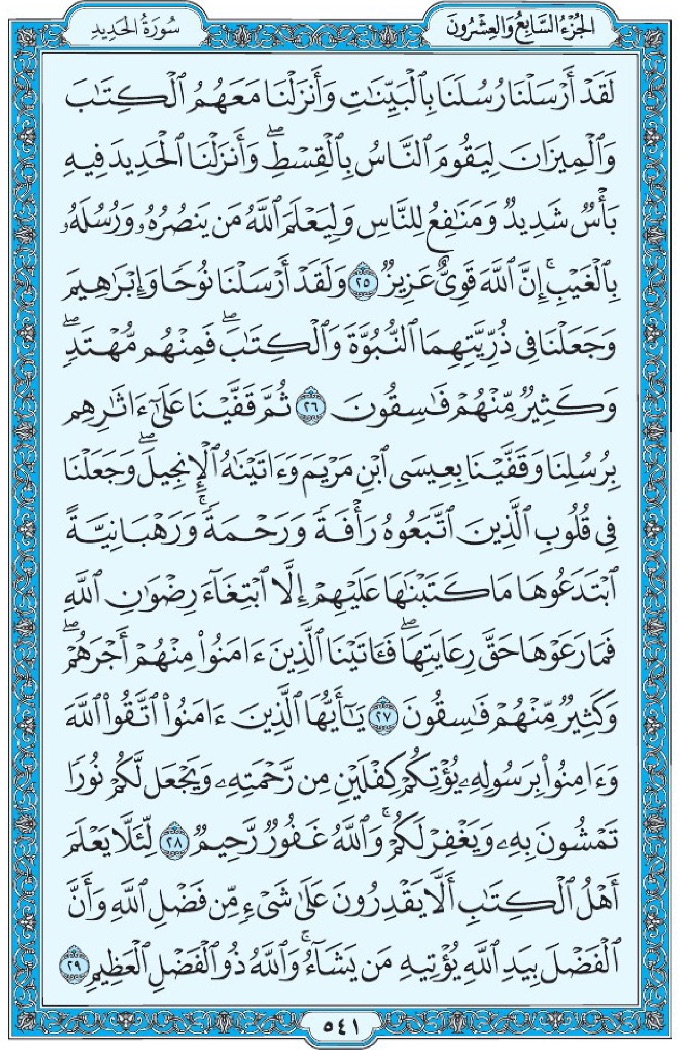 الجُزْءُ السَّابِعُ وَالعِشْرُونَ
سُورَةُ الحَدِيدِ
لَقَدْ أَرْسَلْنَا رُسُلَنَا بِٱلْبَيِّنَٰتِ وَأَنزَلْنَا مَعَهُمُ ٱلْكِتَٰبَ
وَٱلْمِيزَانَ لِيَقُومَ ٱلنَّاسُ بِٱلْقِسْطِۖ وَأَنزَلْنَا ٱلْحَدِيدَ فِيهِ
بَأْسٌ شَدِيدٌ وَمَنَٰفِعُ لِلنَّاسِ وَلِيَعْلَمَ ٱللَّهُ مَن يَنصُرُهُۥ وَرُسُلَهُۥ
بِٱلْغَيْبِۚ إِنَّ ٱللَّهَ قَوِىٌّ عَزِيزٌ ٢٥ وَلَقَدْ أَرْسَلْنَا نُوحًا وَإِبْرَٰهِيمَ
وَجَعَلْنَا فِى ذُرِّيَّتِهِمَا ٱلنُّبُوَّةَ وَٱلْكِتَٰبَۖ فَمِنْهُم مُّهْتَدٍۖ
وَكَثِيرٌ مِّنْهُمْ فَٰسِقُونَ ٢٦ ثُمَّ قَفَّيْنَا عَلَىٰٓ ءَاثَٰرِهِم
بِرُسُلِنَا وَقَفَّيْنَا بِعِيسَى ٱبْنِ مَرْيَمَ وَءَاتَيْنَٰهُ ٱلْإِنجِيلَۖ وَجَعَلْنَا
فِى قُلُوبِ ٱلَّذِينَ ٱتَّبَعُوهُ رَأْفَةً وَرَحْمَةًۚ وَرَهْبَانِيَّةً
ٱبْتَدَعُوهَا مَا كَتَبْنَٰهَا عَلَيْهِمْ إِلَّا ٱبْتِغَآءَ رِضْوَٰنِ ٱللَّهِ
فَمَا رَعَوْهَا حَقَّ رِعَايَتِهَاۖ فَـَٔاتَيْنَا ٱلَّذِينَ ءَامَنُوا۟ مِنْهُمْ أَجْرَهُمْۖ
وَكَثِيرٌ مِّنْهُمْ فَٰسِقُونَ ٢٧ يَٰٓأَيُّهَا ٱلَّذِينَ ءَامَنُوا۟ ٱتَّقُوا۟ ٱللَّهَ
وَءَامِنُوا۟ بِرَسُولِهِۦ يُؤْتِكُمْ كِفْلَيْنِ مِن رَّحْمَتِهِۦ وَيَجْعَل لَّكُمْ نُورًا
تَمْشُونَ بِهِۦ وَيَغْفِرْ لَكُمْۚ وَٱللَّهُ غَفُورٌ رَّحِيمٌ ٢٨ لِّئَلَّا يَعْلَمَ
أَهْلُ ٱلْكِتَٰبِ أَلَّا يَقْدِرُونَ عَلَىٰ شَىْءٍ مِّن فَضْلِ ٱللَّهِ وَأَنَّ
ٱلْفَضْلَ بِيَدِ ٱللَّهِ يُؤْتِيهِ مَن يَشَآءُۚ وَٱللَّهُ ذُو ٱلْفَضْلِ ٱلْعَظِيمِ ٢٩
٥٤١